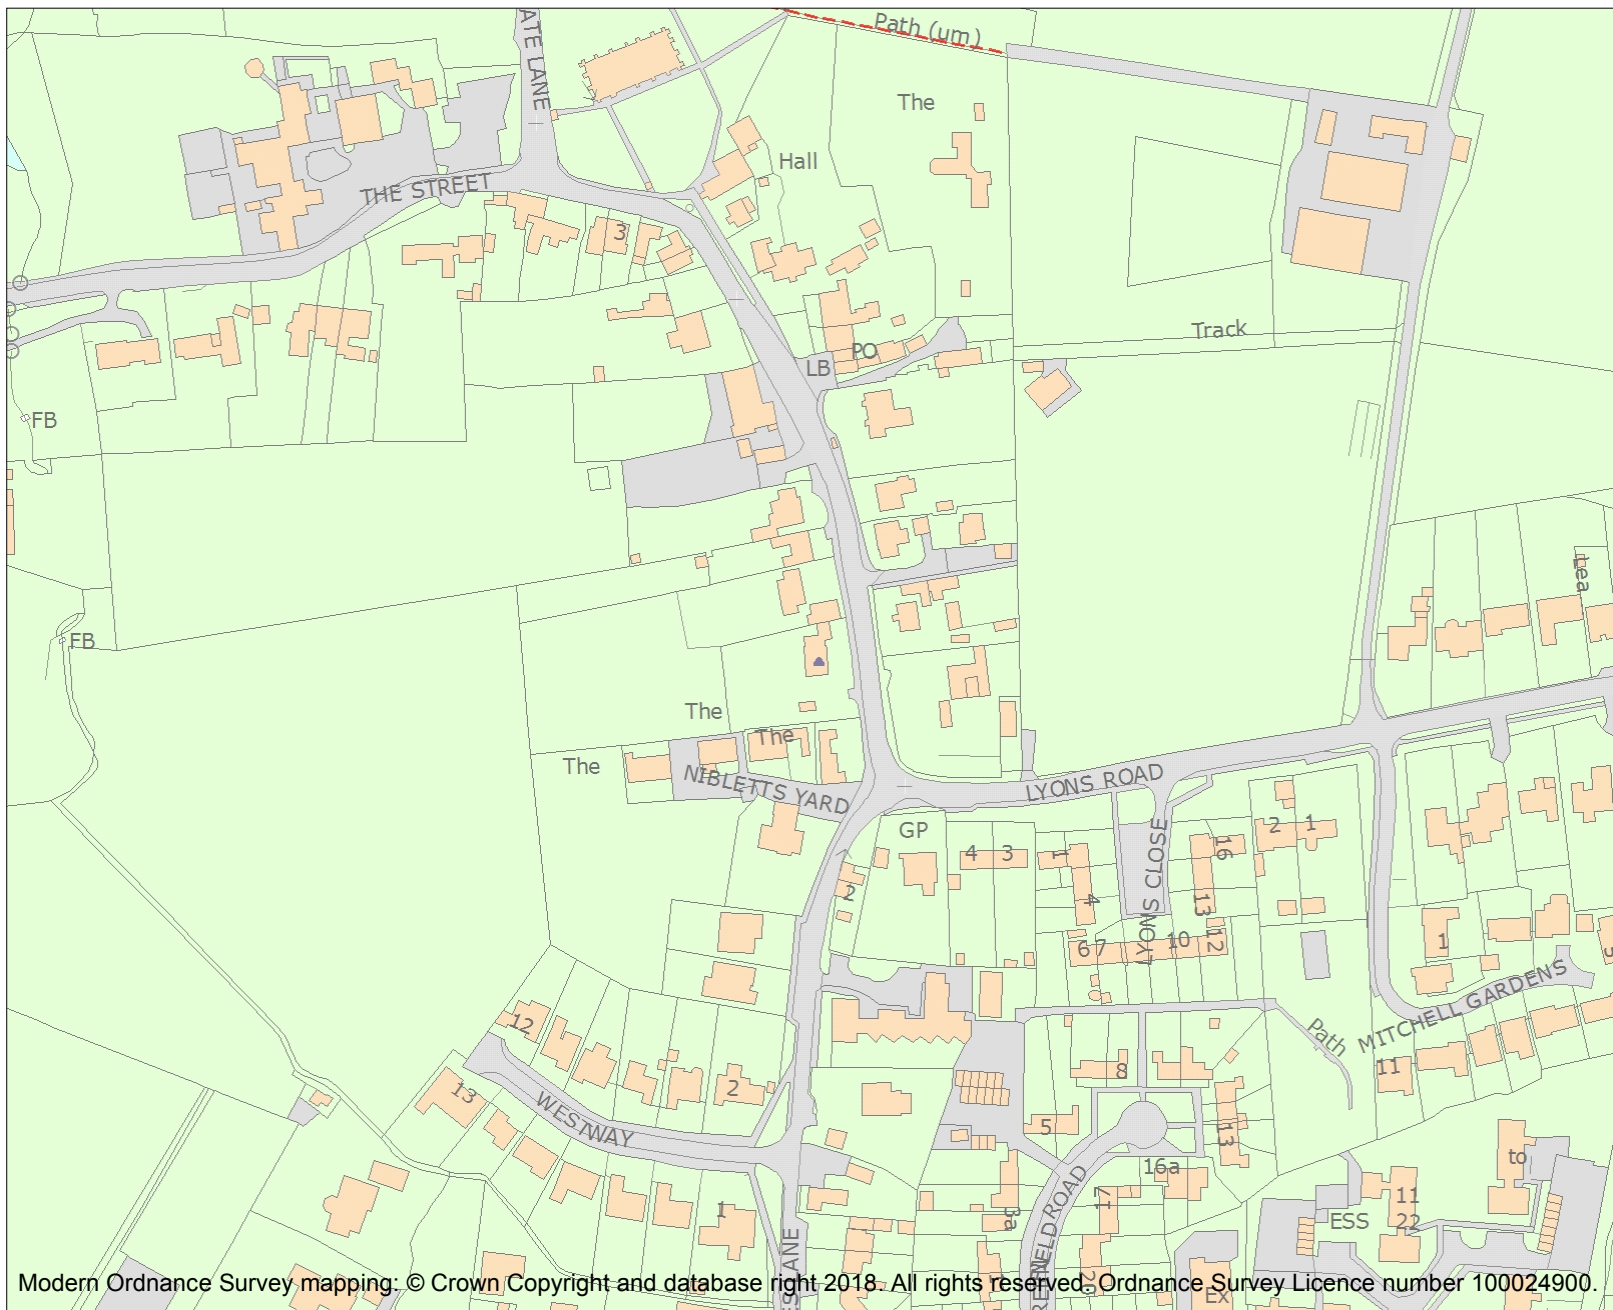 Path (um)
ATE LANE
The
Hall
THE STREET
3
Track
PO
LB
FB
Lea
FB
The
The
The
NIBLETTS YARD
LYONS ROAD
GP
4 3
1
4
2
LYONS CLOSE
16
13
2 1
6 7
10
12
1
MITCHELL GARDENS
Path
11
12
13
WESTWAY
2
8
5
13
16a
17
3a
1
to
11
22
ESS
20
Ex
Modern Ordnance Survey mapping: © Crown Copyright and database right 2018. All rights reserved. Ordnance Survey Licence number 100024900.